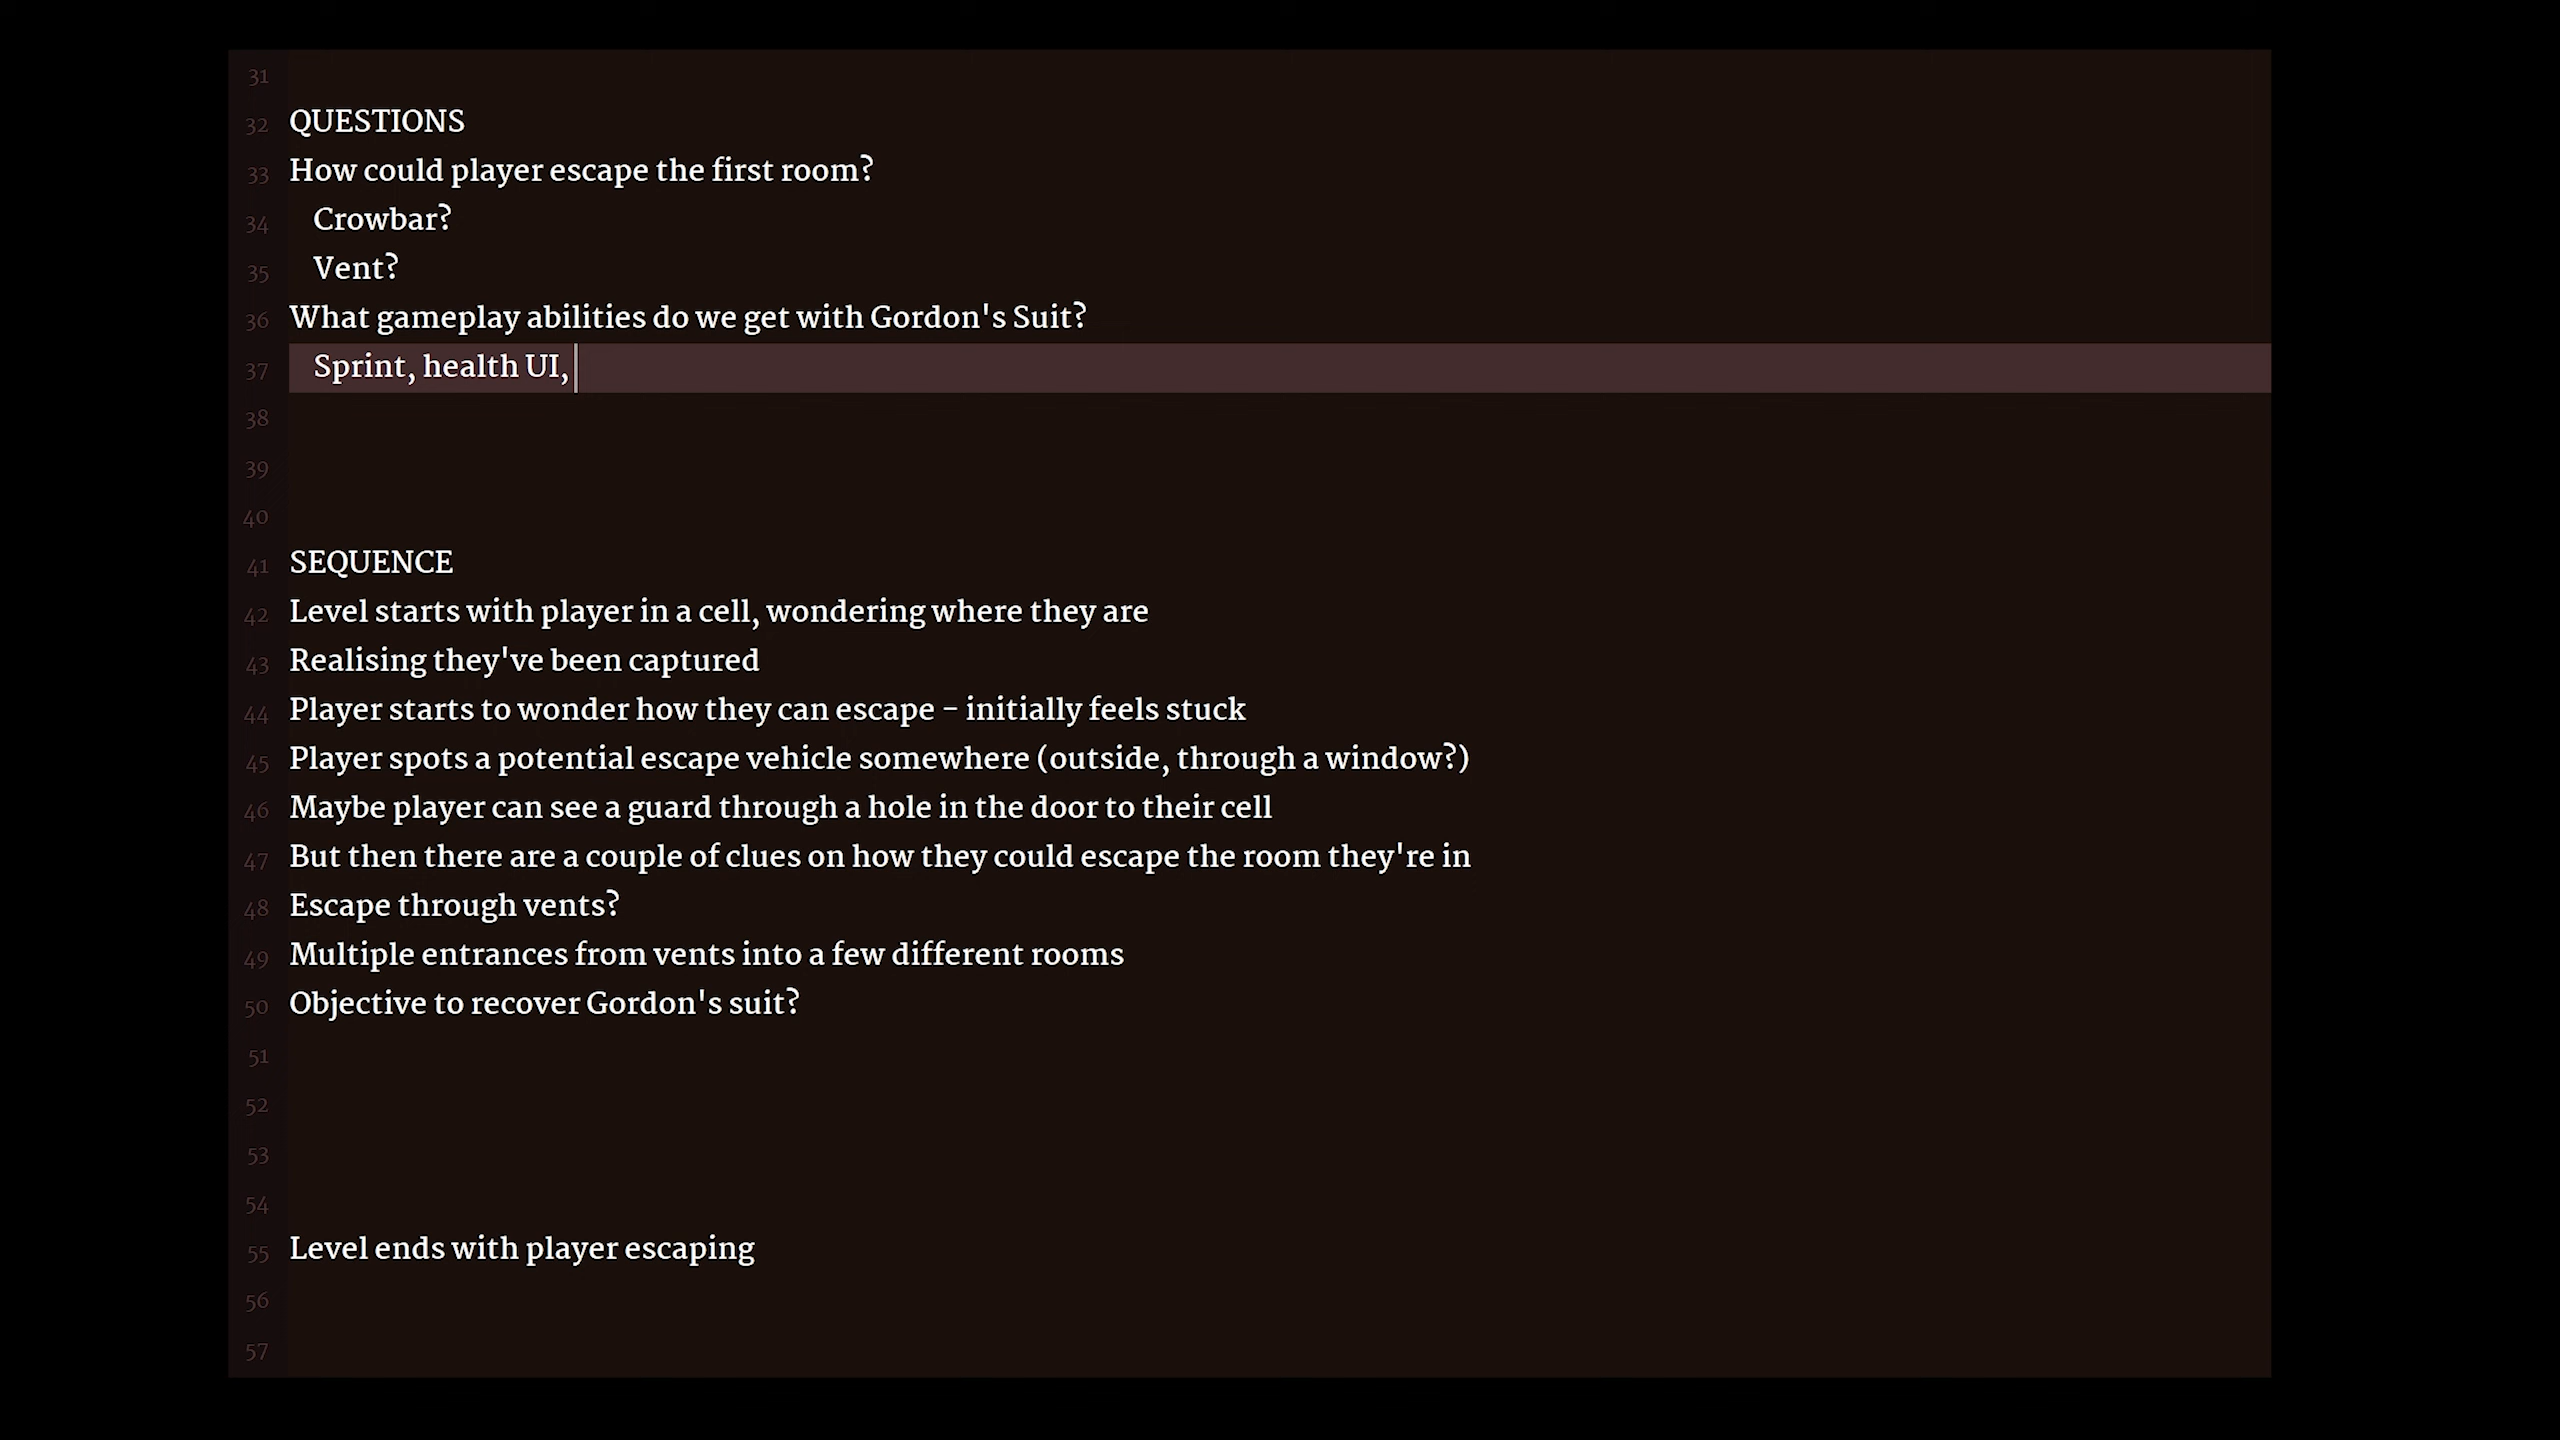 31
32 QUESTIONS
33 How could player escape the first room?
34 Crowbar?
35 Vent?
36 What gameplay abilities do we get with Gordon's Suit?
37 Sprint, health UI,
38
39
40
41 SEQUENCE
42 Level starts with player in a cell, wondering where they are
43 Realising they've been captured
44 Player starts to wonder how they can escape – initially feels stuck
45 Player spots a potential escape vehicle somewhere (outside, through a window?)
46 Maybe player can see a guard through a hole in the door to their cell
47 But then there are a couple of clues on how they could escape the room they're in
48 Escape through vents?
49 Multiple entrances from vents into a few different rooms
50 Objective to recover Gordon's suit?
51
52
53
54
55 Level ends with player escaping
56
57